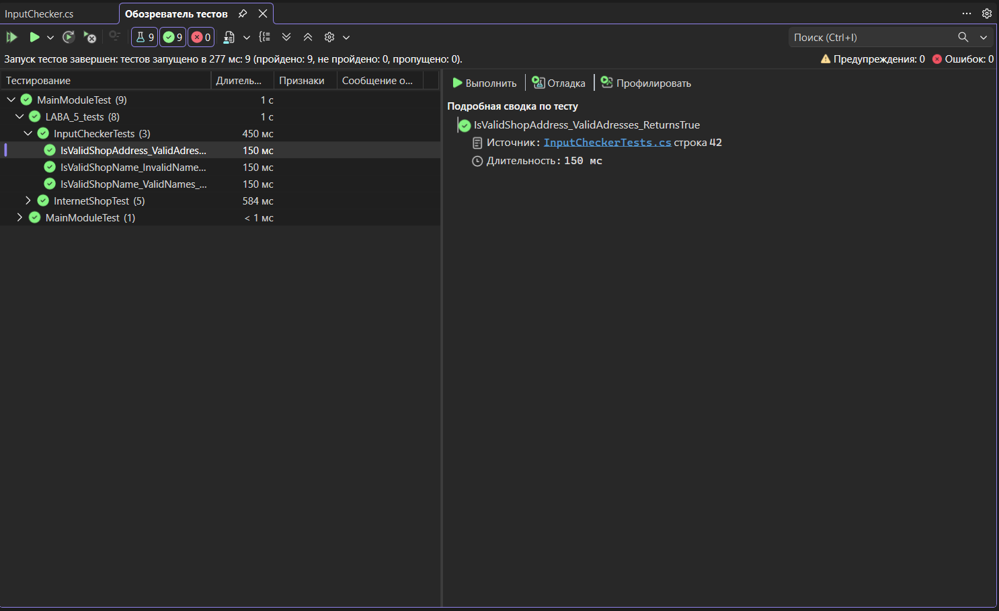 InputChecker.cs
Обозреватель тестов
9 9 0
Поиск (Ctrl+I)
Запуск тестов завершен: тестов запущено в 277 мс: 9 (пройдено: 9, не пройдено: 0, пропущено: 0).
Предупреждения: 0 Ошибок: 0
Тестирование Длитель... Признаки Сообщение о...
MainModuleTest (9) 1 с
LABA_5_tests (8) 1 с
InputCheckerTests (3) 450 мс
IsValidShopAddress_ValidAdres... 150 мс
IsValidShopName_InvalidName... 150 мс
IsValidShopName_ValidNames_... 150 мс
InternetShopTest (5) 584 мс
MainModuleTest (1) < 1 мс
Выполнить Отладка Профилировать
Подробная сводка по тесту
IsValidShopAddress_ValidAdresses_ReturnsTrue
Источник: InputCheckerTests.cs строка 42
Длительность: 150 мс